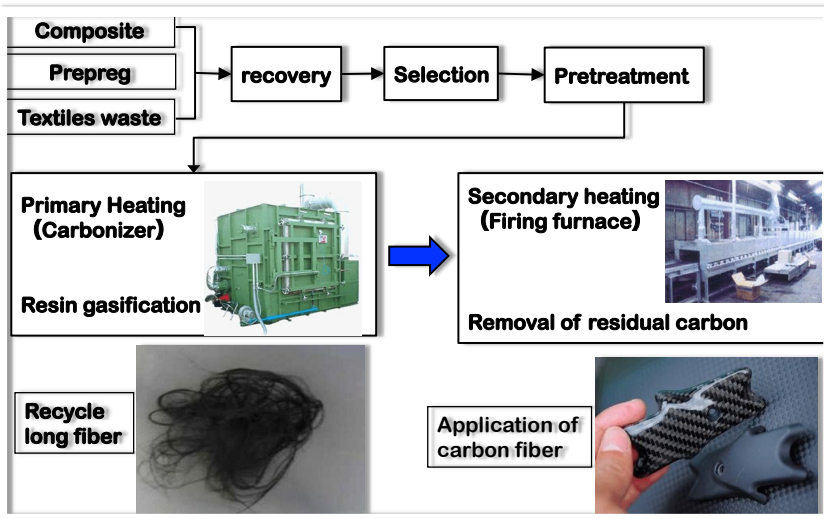 Composite
Prepreg
Textiles waste
recovery
Selection
Pretreatment
Primary Heating
(Carbonizer)
Resin gasification
Secondary heating
(Firing furnace)
Removal of residual carbon
Recycle
long fiber
Application of
carbon fiber